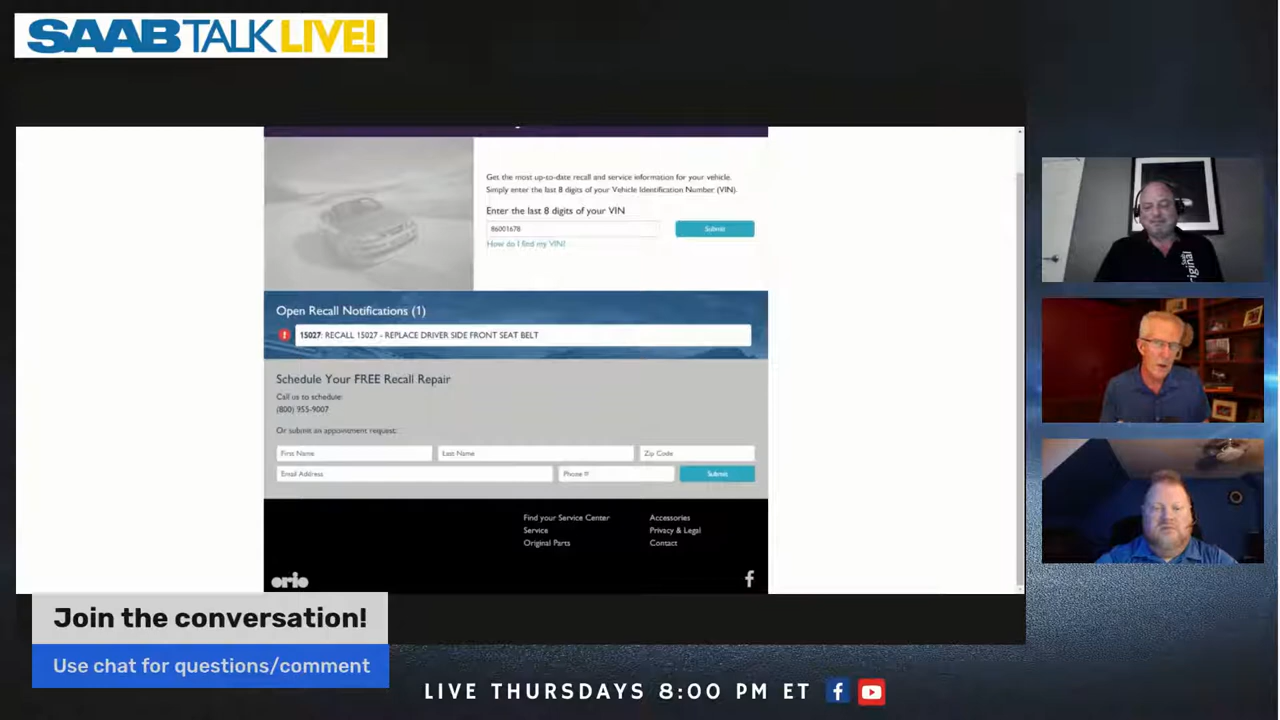 SAABTALKLIVE!
Get the most up-to-date recall and service information for your vehicle.
Simply enter the last 8 digits of your Vehicle Identification Number (VIN).
Enter the last 8 digits of your VIN
86001678
Submit
How do I find my VIN?
Open Recall Notifications (1)
!
15027: RECALL 15027 - REPLACE DRIVER SIDE FRONT SEAT BELT
Schedule Your FREE Recall Repair
Call us to schedule:
(800) 955-9007
Or submit an appointment request:
First Name
Last Name
Zip Code
Email Address
Phone #
Submit
Find your Service Center
Service
Original Parts
Accessories
Privacy & Legal
Contact
orio
Join the conversation!
Use chat for questions/comment
LIVE THURSDAYS 8:00 PM ET